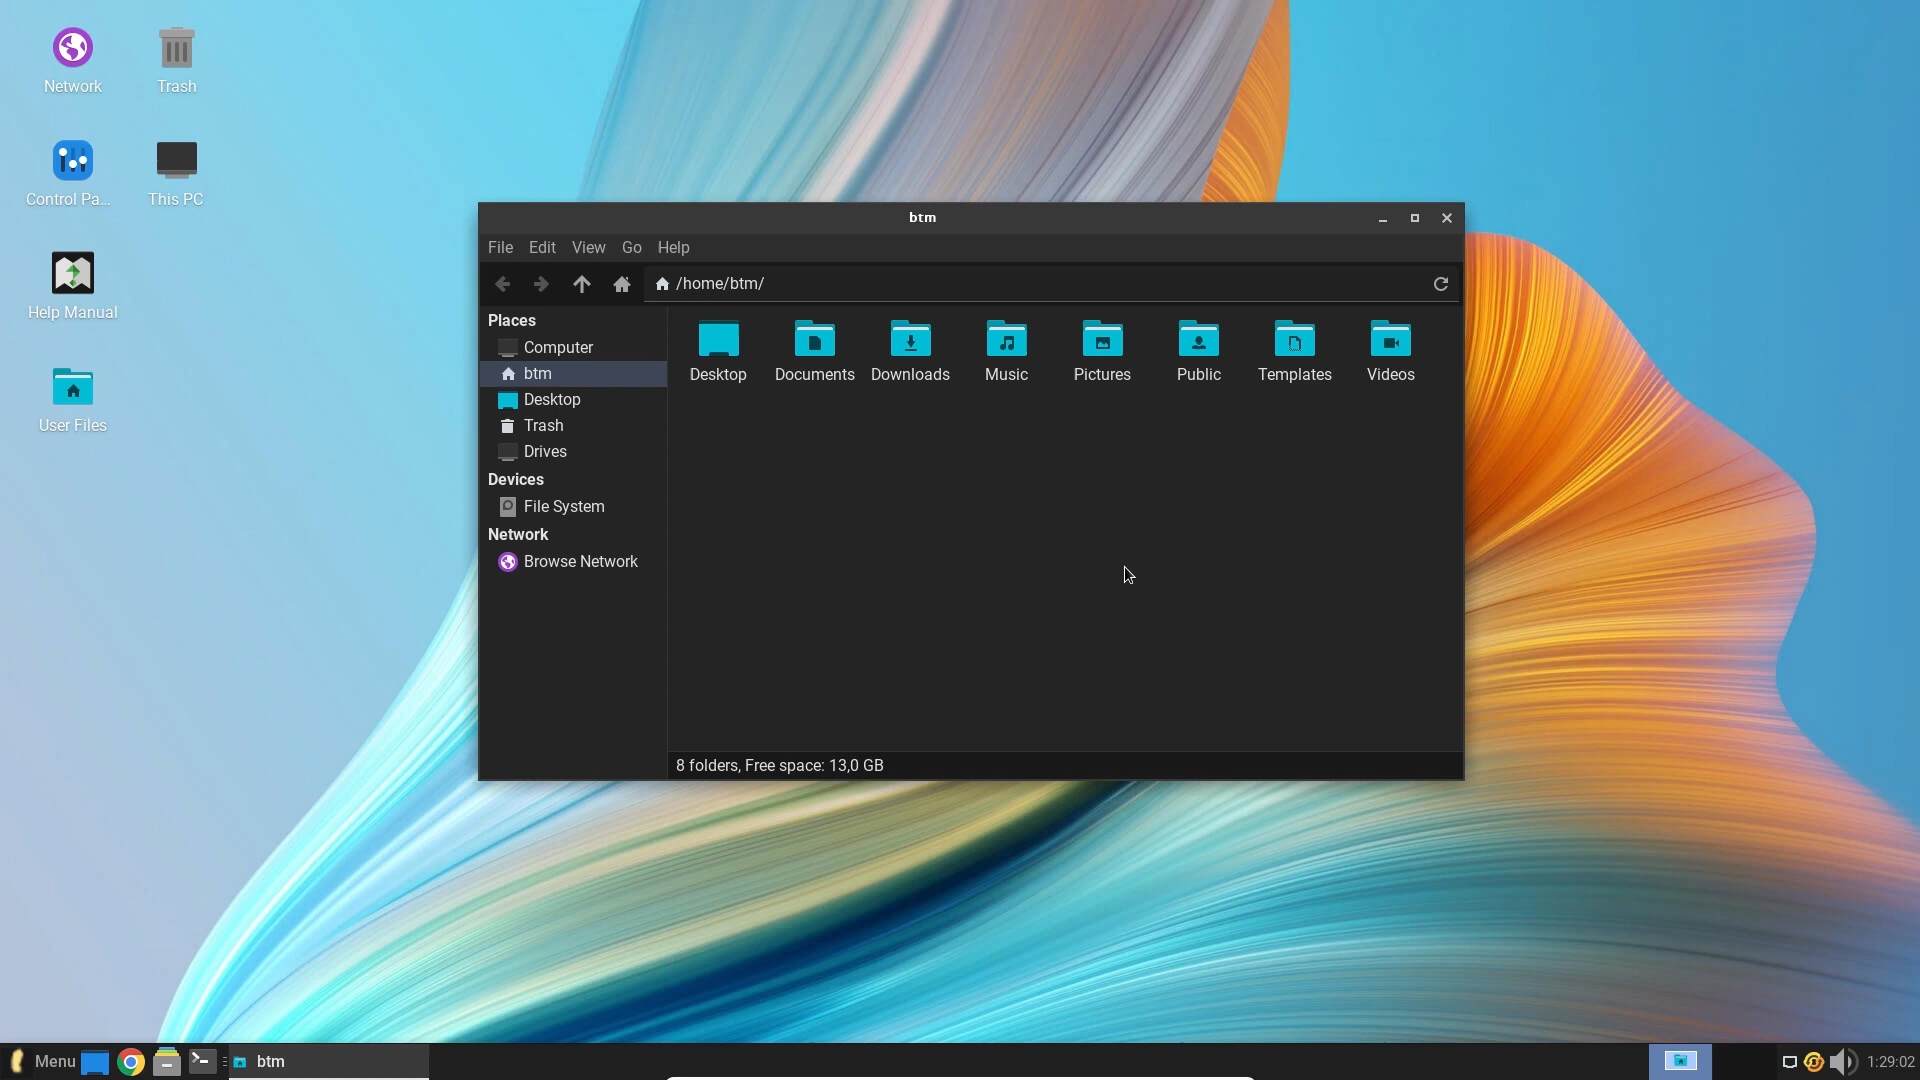 Network
Trash
Control Pa...
This PC
Help Manual
User Files
btm
File Edit View Go Help
/home/btm/
Places
Computer
btm
Desktop
Trash
Drives
Devices
File System
Network
Browse Network
Desktop Documents Downloads Music Pictures Public Templates Videos
8 folders, Free space: 13,0 GB
Menu
btm
1:29:02